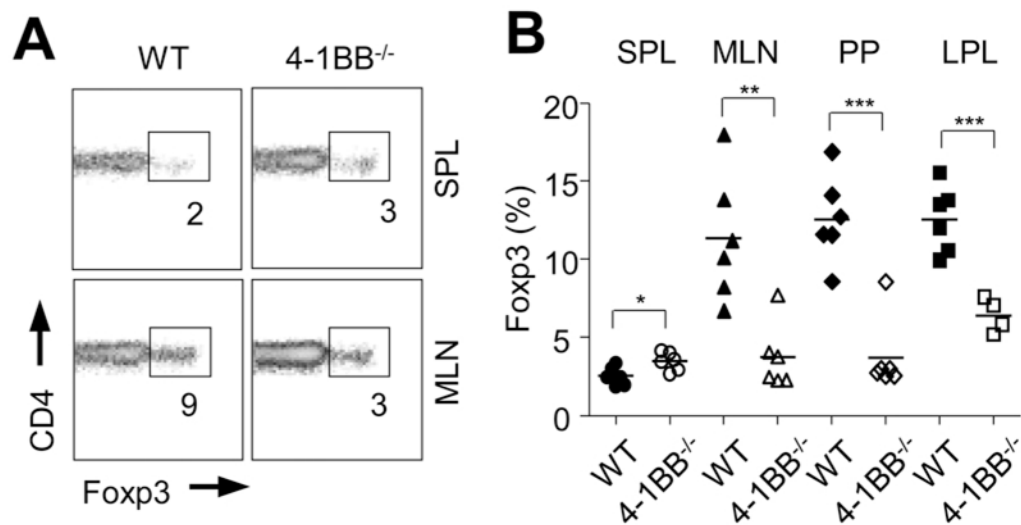 A
WT 4-1BB-/-
2 3 SPL
9 3 MLN
CD4
Foxp3
B
SPL MLN PP LPL
* ** *** ***
Foxp3 (%)
20
15
10
5
0
WT 4-1BB-/- WT 4-1BB-/- WT 4-1BB-/- WT 4-1BB-/-